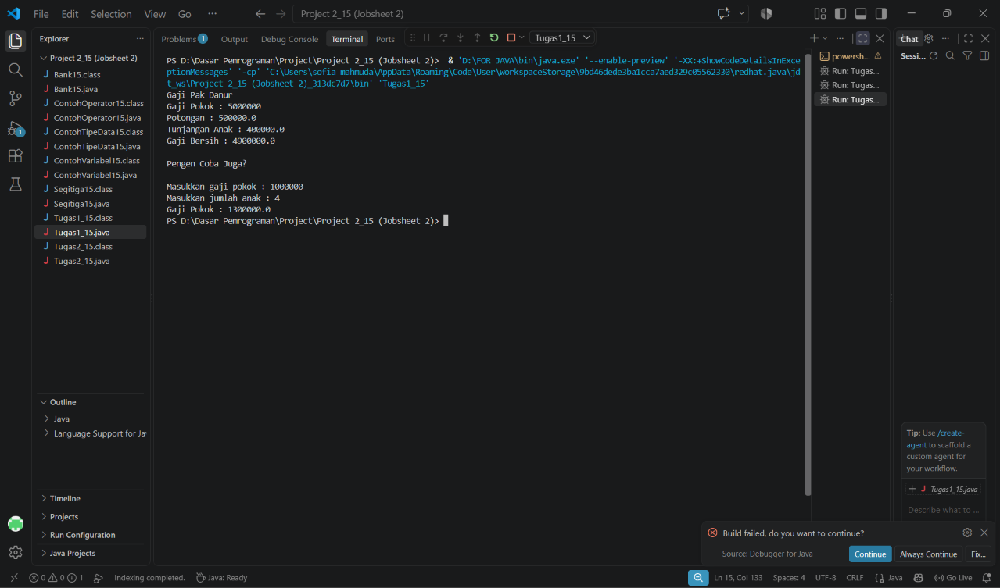 File Edit Selection View Go ··· Project 2_15 (Jobsheet 2)
Explorer ···
Project 2_15 (Jobsheet 2)
Bank15.class
Bank15.java
ContohOperator15.class
ContohOperator15.java
ContohTipeData15.class
ContohTipeData15.java
ContohVariabel15.class
ContohVariabel15.java
Segitiga15.class
Segitiga15.java
Tugas1_15.class
Tugas1_15.java
Tugas2_15.class
Tugas2_15.java
Outline
Java
Language Support for Ja
Timeline
Projects
Run Configuration
Java Projects
Problems 1 Output Debug Console Terminal Ports Tugas1_15
PS D:\Dasar Pemrograman\Project\Project 2_15 (Jobsheet 2)> & 'D:\FOR JAVA\bin\java.exe' '--enable-preview' '-XX:+ShowCodeDetailsInExce
ptionMessages' '-cp' 'C:\Users\sofia mahmuda\AppData\Roaming\Code\User\workspaceStorage\9bd46dede3ba1cca7aed329c05562330\redhat.java\jd
t_ws\Project 2_15 (Jobsheet 2)_313dc7d7\bin' 'Tugas1_15'
Gaji Pak Danur
Gaji Pokok : 5000000
Potongan : 500000.0
Tunjangan Anak : 400000.0
Gaji Bersih : 4900000.0
Pengen Coba Juga?
Masukkan gaji pokok : 1000000
Masukkan jumlah anak : 4
Gaji Pokok : 1300000.0
PS D:\Dasar Pemrograman\Project\Project 2_15 (Jobsheet 2)>
powersh...
Run: Tugas...
Run: Tugas...
Run: Tugas...
Chat
Sessi...
Tip: Use /create-
agent to scaffold a
custom agent for
your workflow.
Tugas1_15.java
Describe what to ...
Build failed, do you want to continue?
Source: Debugger for Java Continue Always Continue Fix...
1
0 0 1 Indexing completed. Java: Ready Ln 15, Col 133 Spaces: 4 UTF-8 CRLF {} Java Go Live